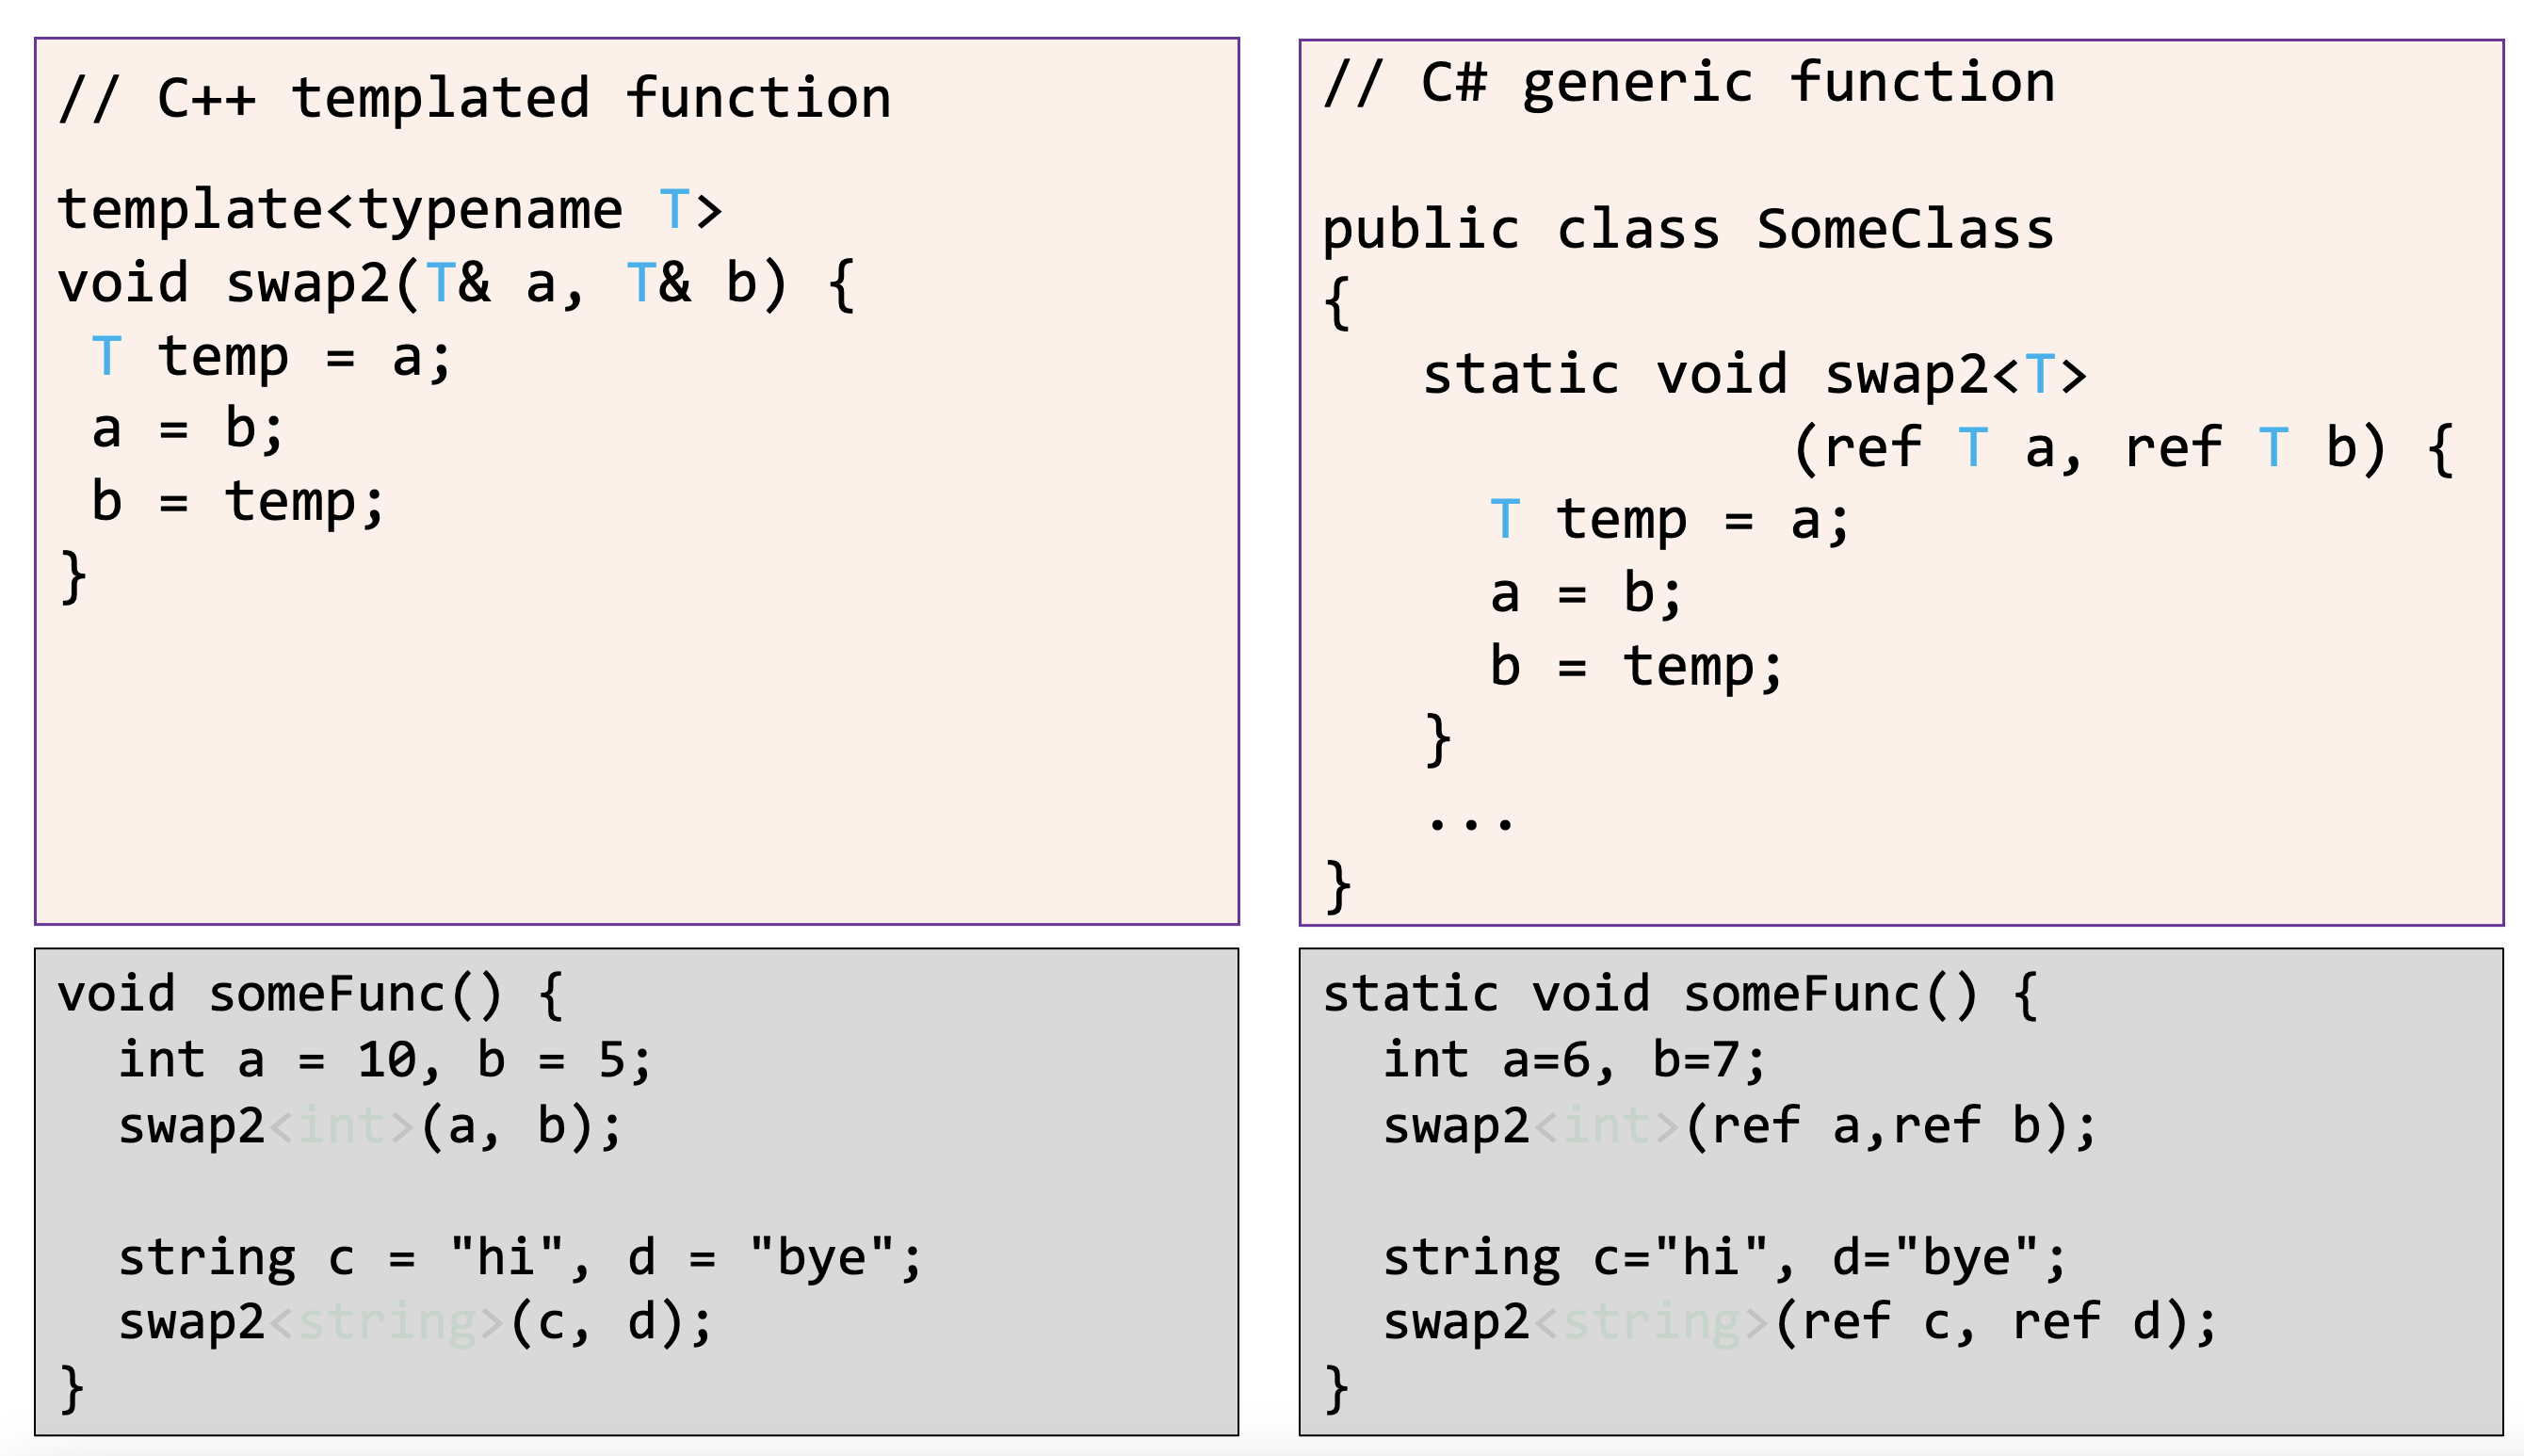 // C++ templated function
template<typename T>
void swap2(T& a, T& b) {
 T temp = a;
 a = b;
 b = temp;
}
// C# generic function
public class SomeClass
{
   static void swap2<T>
              (ref T a, ref T b) {
     T temp = a;
     a = b;
     b = temp;
   }
   ...
}
void someFunc() {
  int a = 10, b = 5;
  swap2<int>(a, b);
  string c = "hi", d = "bye";
  swap2<string>(c, d);
}
static void someFunc() {
  int a=6, b=7;
  swap2<int>(ref a,ref b);
  string c="hi", d="bye";
  swap2<string>(ref c, ref d);
}